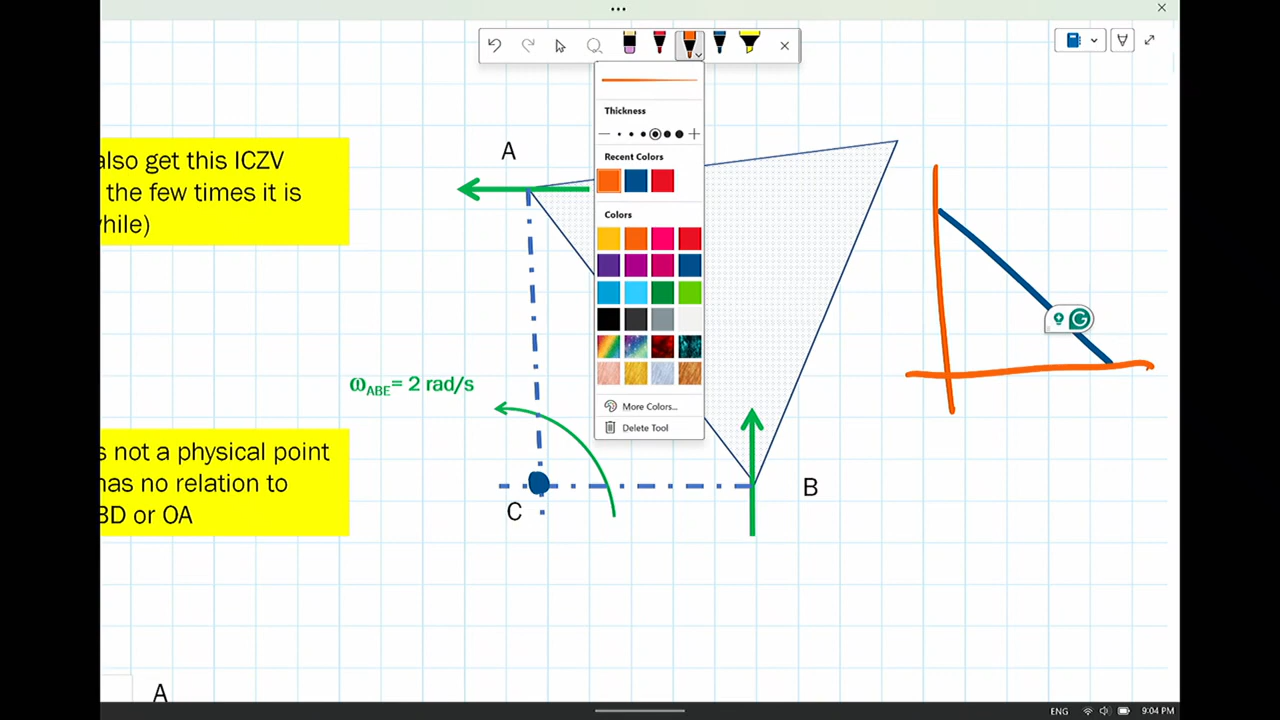 also get this ICZV
the few times it is
while)
A
Thickness
Recent Colors
Colors
More Colors...
Delete Tool
ωABE= 2 rad/s
s not a physical point
has no relation to
BD or OA
C
B
A
ENG
9:04 PM